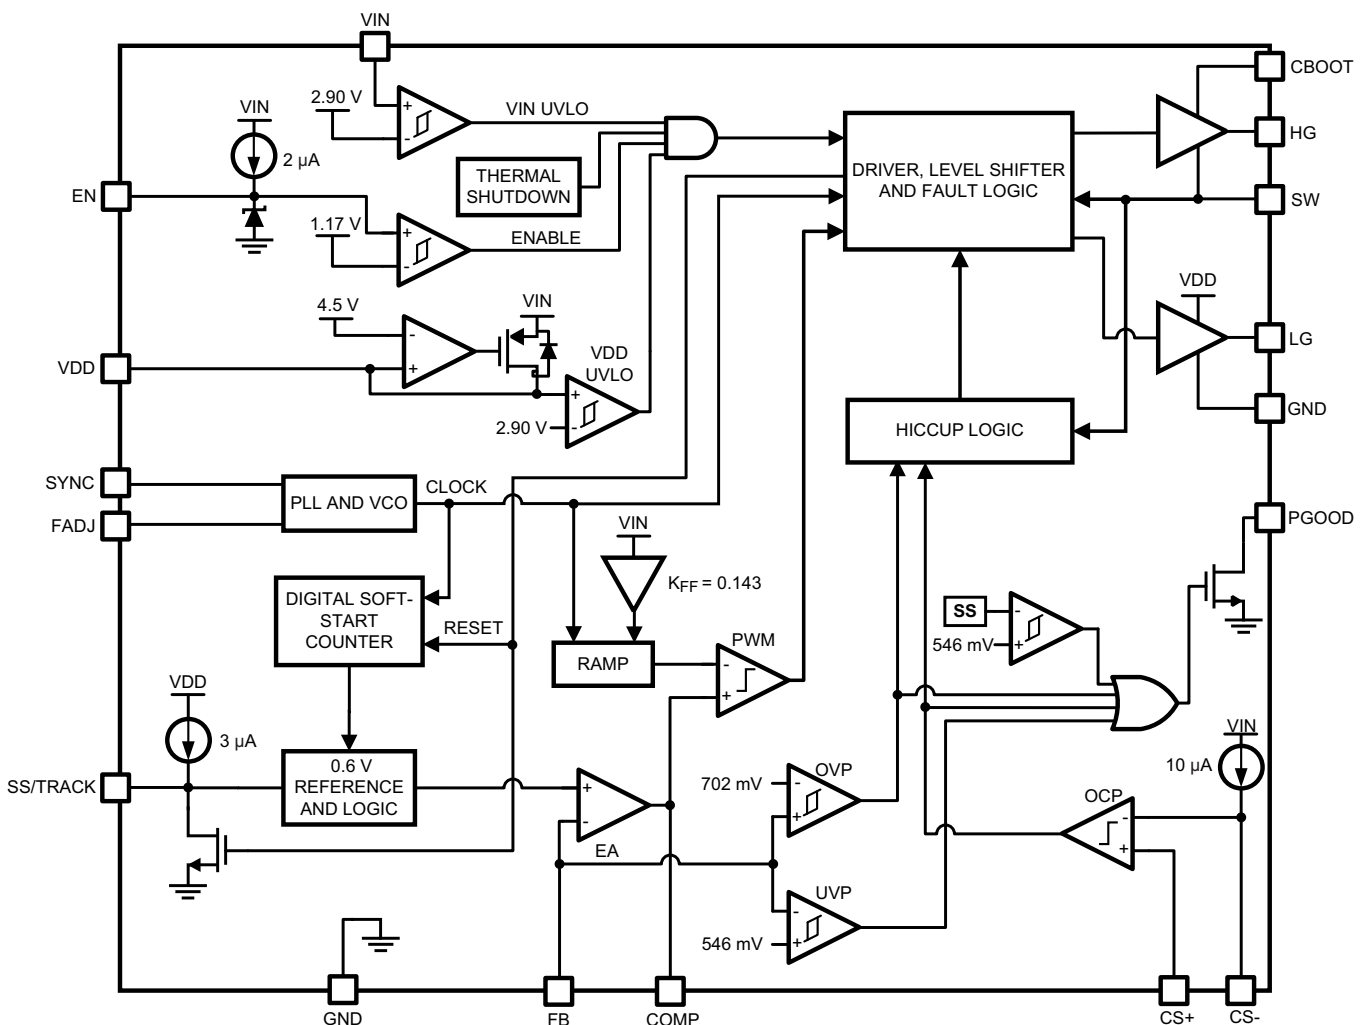 VIN
CBOOT
2.90 V
VIN
VIN UVLO
+
-
2 µA
HG
THERMAL
SHUTDOWN
DRIVER, LEVEL SHIFTER
AND FAULT LOGIC
EN
SW
1.17 V
+
-
ENABLE
4.5 V
VIN
VDD
-
+
VDD
UVLO
LG
VDD
+
-
2.90 V
GND
HICCUP LOGIC
SYNC
CLOCK
PLL AND VCO
FADJ
VIN
PGOOD
KFF = 0.143
DIGITAL SOFT-
START
COUNTER
RESET
SS
-
+
546 mV
PWM
RAMP
-
+
VDD
3 µA
VIN
10 µA
0.6 V
REFERENCE
AND LOGIC
SS/TRACK
+
-
EA
702 mV
OVP
-
+
OCP
-
+
UVP
-
+
546 mV
GND
FB
COMP
CS+
CS-